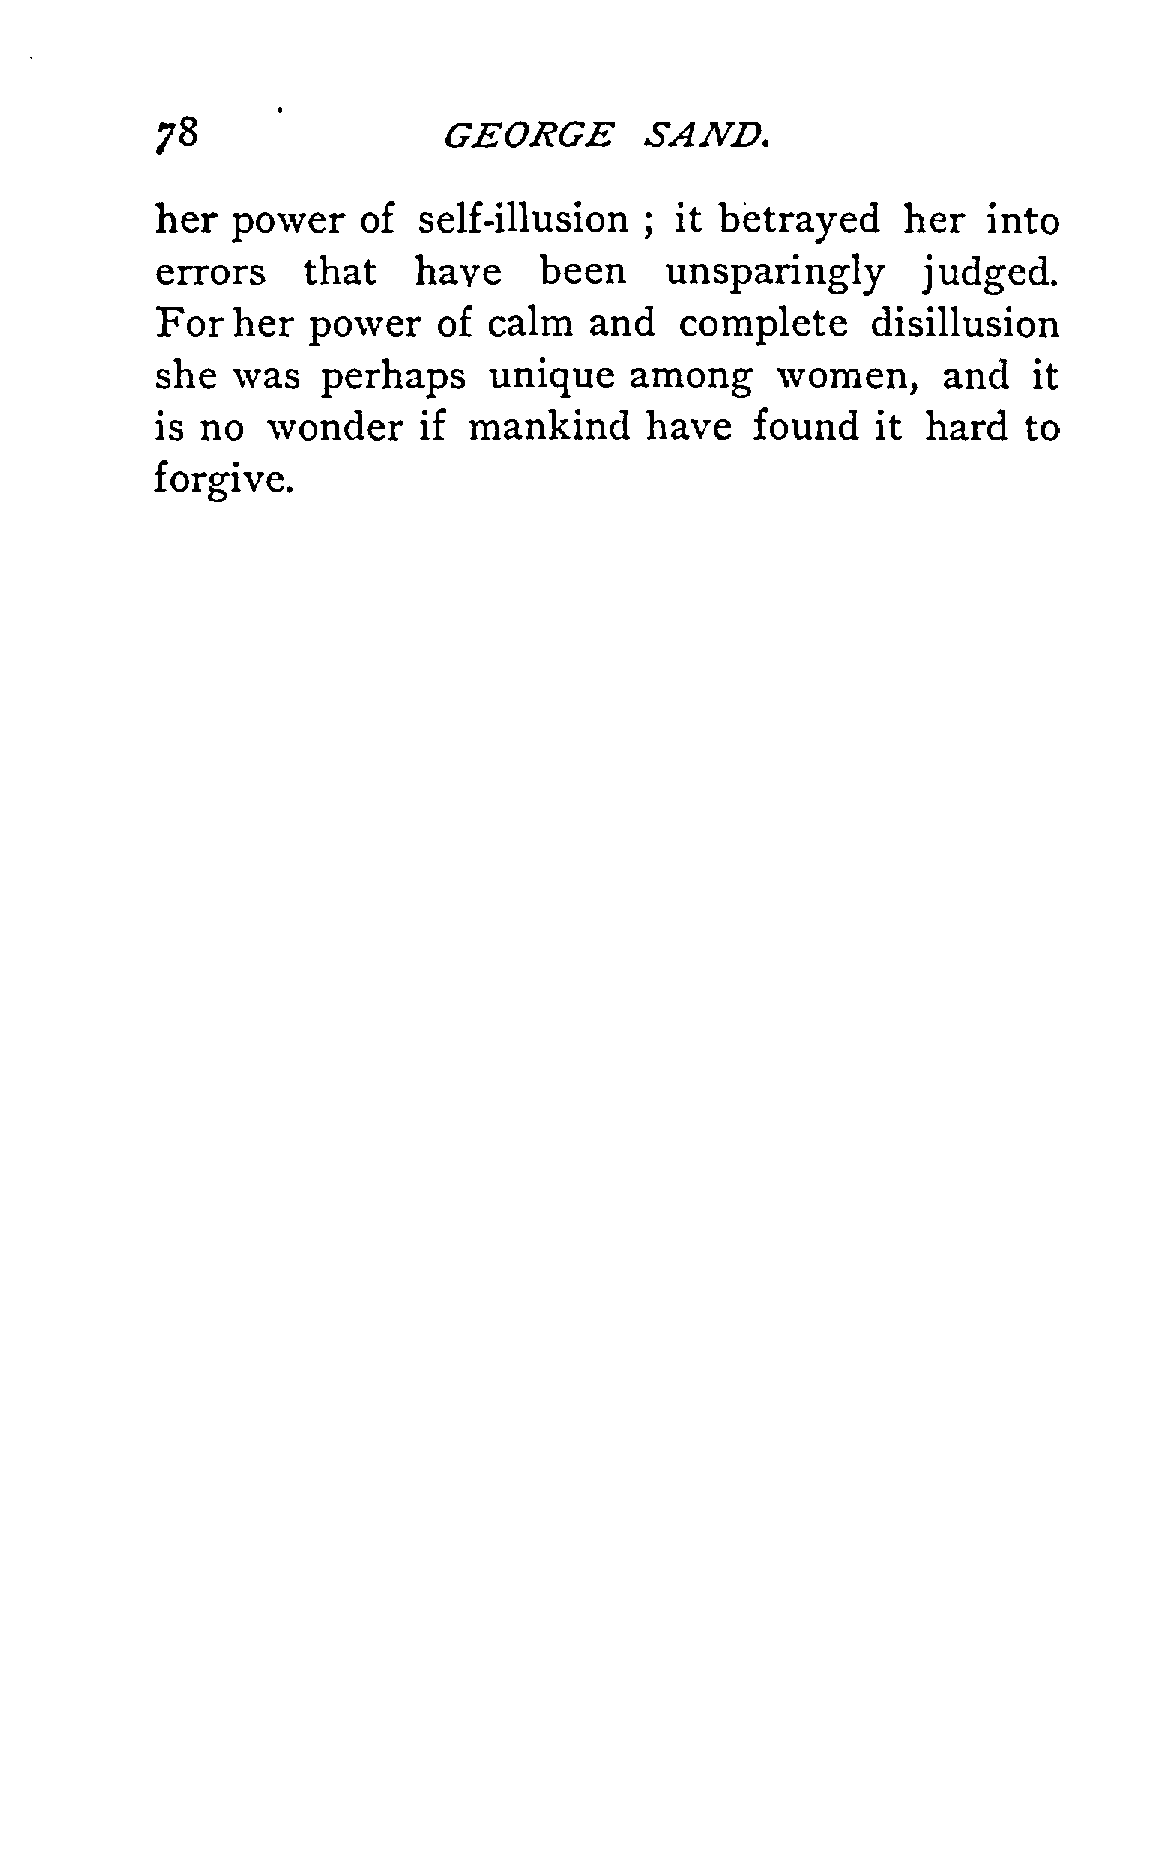 78 GEORGE SAND.
her power of self-illusion ; it betrayed her into
errors that have been unsparingly judged.
For her power of calm and complete disillusion
she was perhaps unique among women, and it
is no wonder if mankind have found it hard to
forgive.